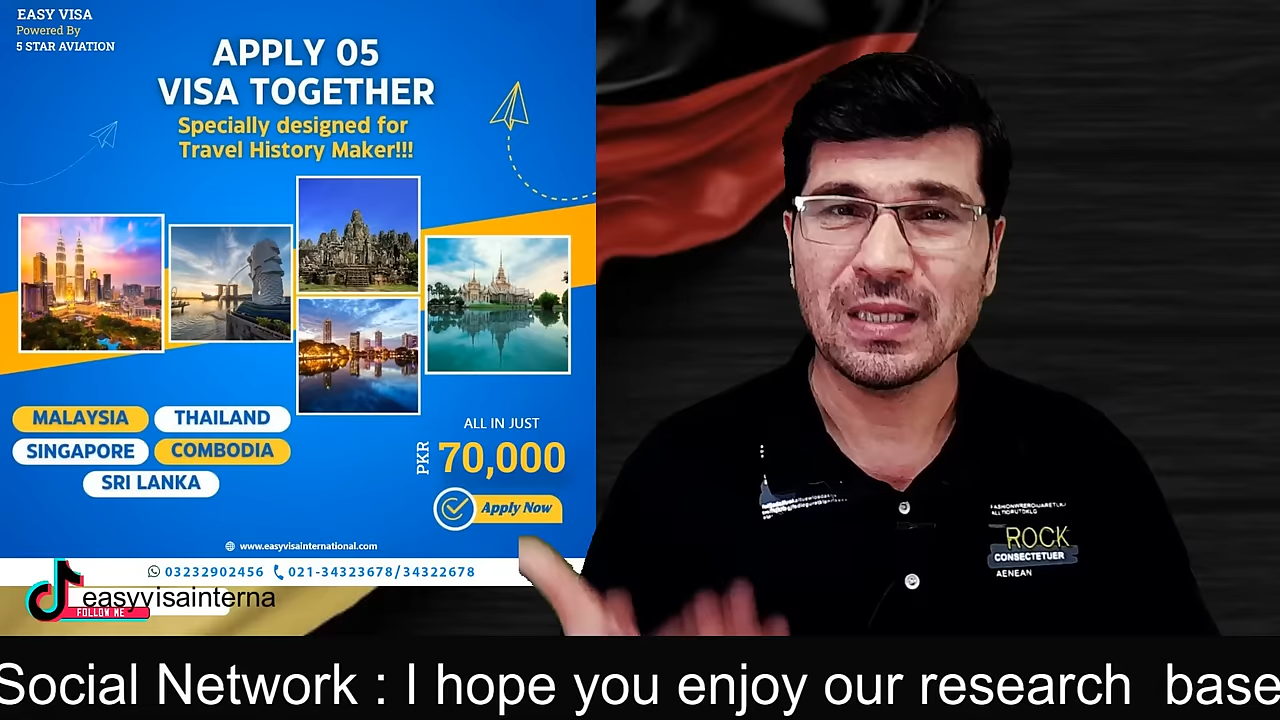 EASY VISA
Powered By
5 STAR AVIATION
APPLY 05
VISA TOGETHER
Specially designed for
Travel History Maker!!!
MALAYSIA
THAILAND
SINGAPORE
COMBODIA
SRI LANKA
ALL IN JUST
PKR 70,000
Apply Now
www.easyvisainternational.com
03232902456 021-34323678/34322678
easyvisainterna
FOLLOW ME
ROCK
CONSECTETUER
AENEAN
Social Network : I hope you enjoy our research base